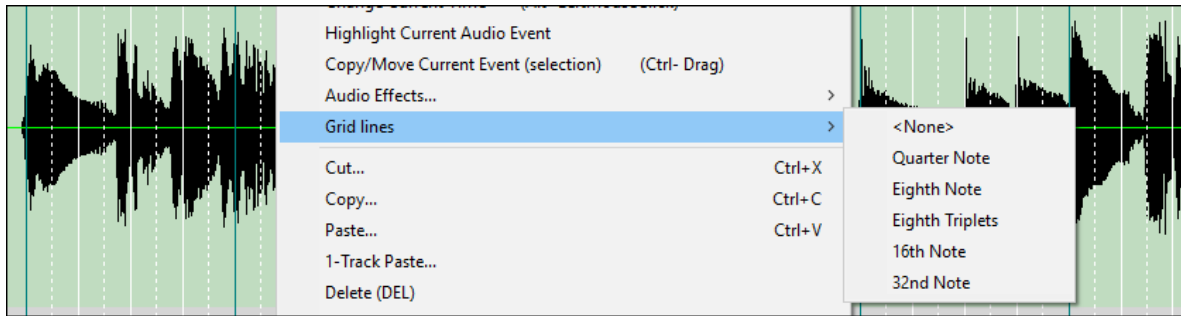 Highlight Current Audio Event
Copy/Move Current Event (selection) (Ctrl- Drag)
Audio Effects...
Grid lines
Cut... Ctrl+X
Copy... Ctrl+C
Paste... Ctrl+V
1-Track Paste...
Delete (DEL)
<None>
Quarter Note
Eighth Note
Eighth Triplets
16th Note
32nd Note